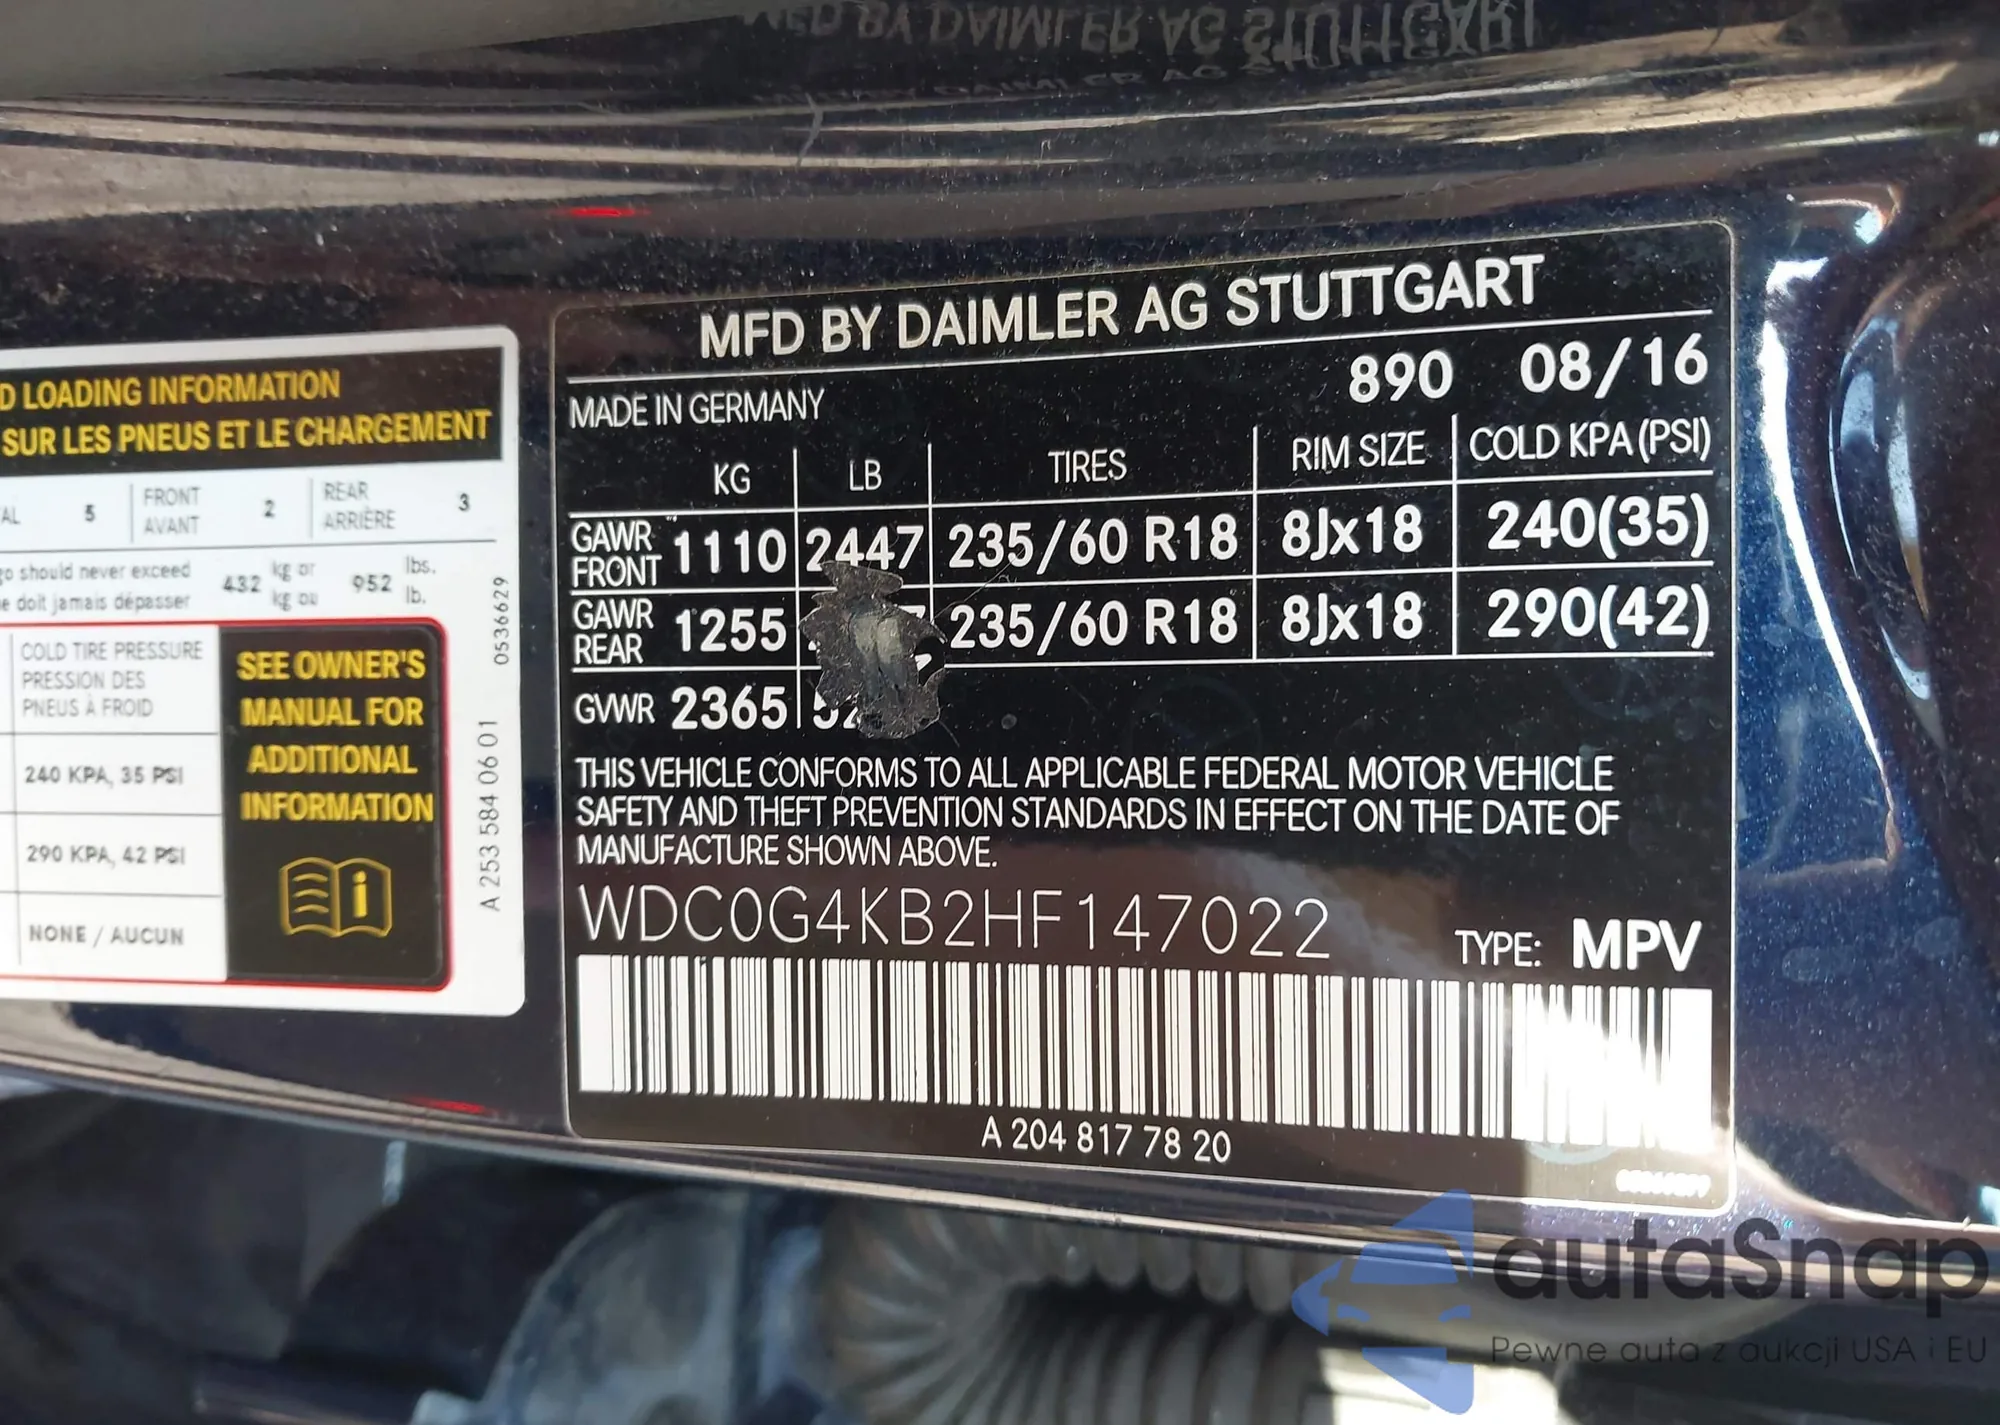 MFD BY DAIMLER AG STUTTGART
D LOADING INFORMATION
SUR LES PNEUS ET LE CHARGEMENT
AL 5 FRONT AVANT 2 REAR ARRIÈRE 3
go should never exceed 432 kg or 952 lbs.
e doit jamais dépasser kg ou lb.
COLD TIRE PRESSURE
PRESSION DES
PNEUS À FROID
240 KPA, 35 PSI
290 KPA, 42 PSI
NONE / AUCUN
SEE OWNER'S
MANUAL FOR
ADDITIONAL
INFORMATION
A 253 584 06 01 0536629
MFD BY DAIMLER AG STUTTGART
MADE IN GERMANY 890 08/16
KG LB TIRES RIM SIZE COLD KPA (PSI)
GAWR FRONT 1110 2447 235/60 R18 8Jx18 240(35)
GAWR REAR 1255 235/60 R18 8Jx18 290(42)
GVWR 2365
THIS VEHICLE CONFORMS TO ALL APPLICABLE FEDERAL MOTOR VEHICLE
SAFETY AND THEFT PREVENTION STANDARDS IN EFFECT ON THE DATE OF
MANUFACTURE SHOWN ABOVE.
WDC0G4KB2HF147022 TYPE: MPV
A 204 817 78 20
autaSnap
Pewne auta z aukcji USA i EU